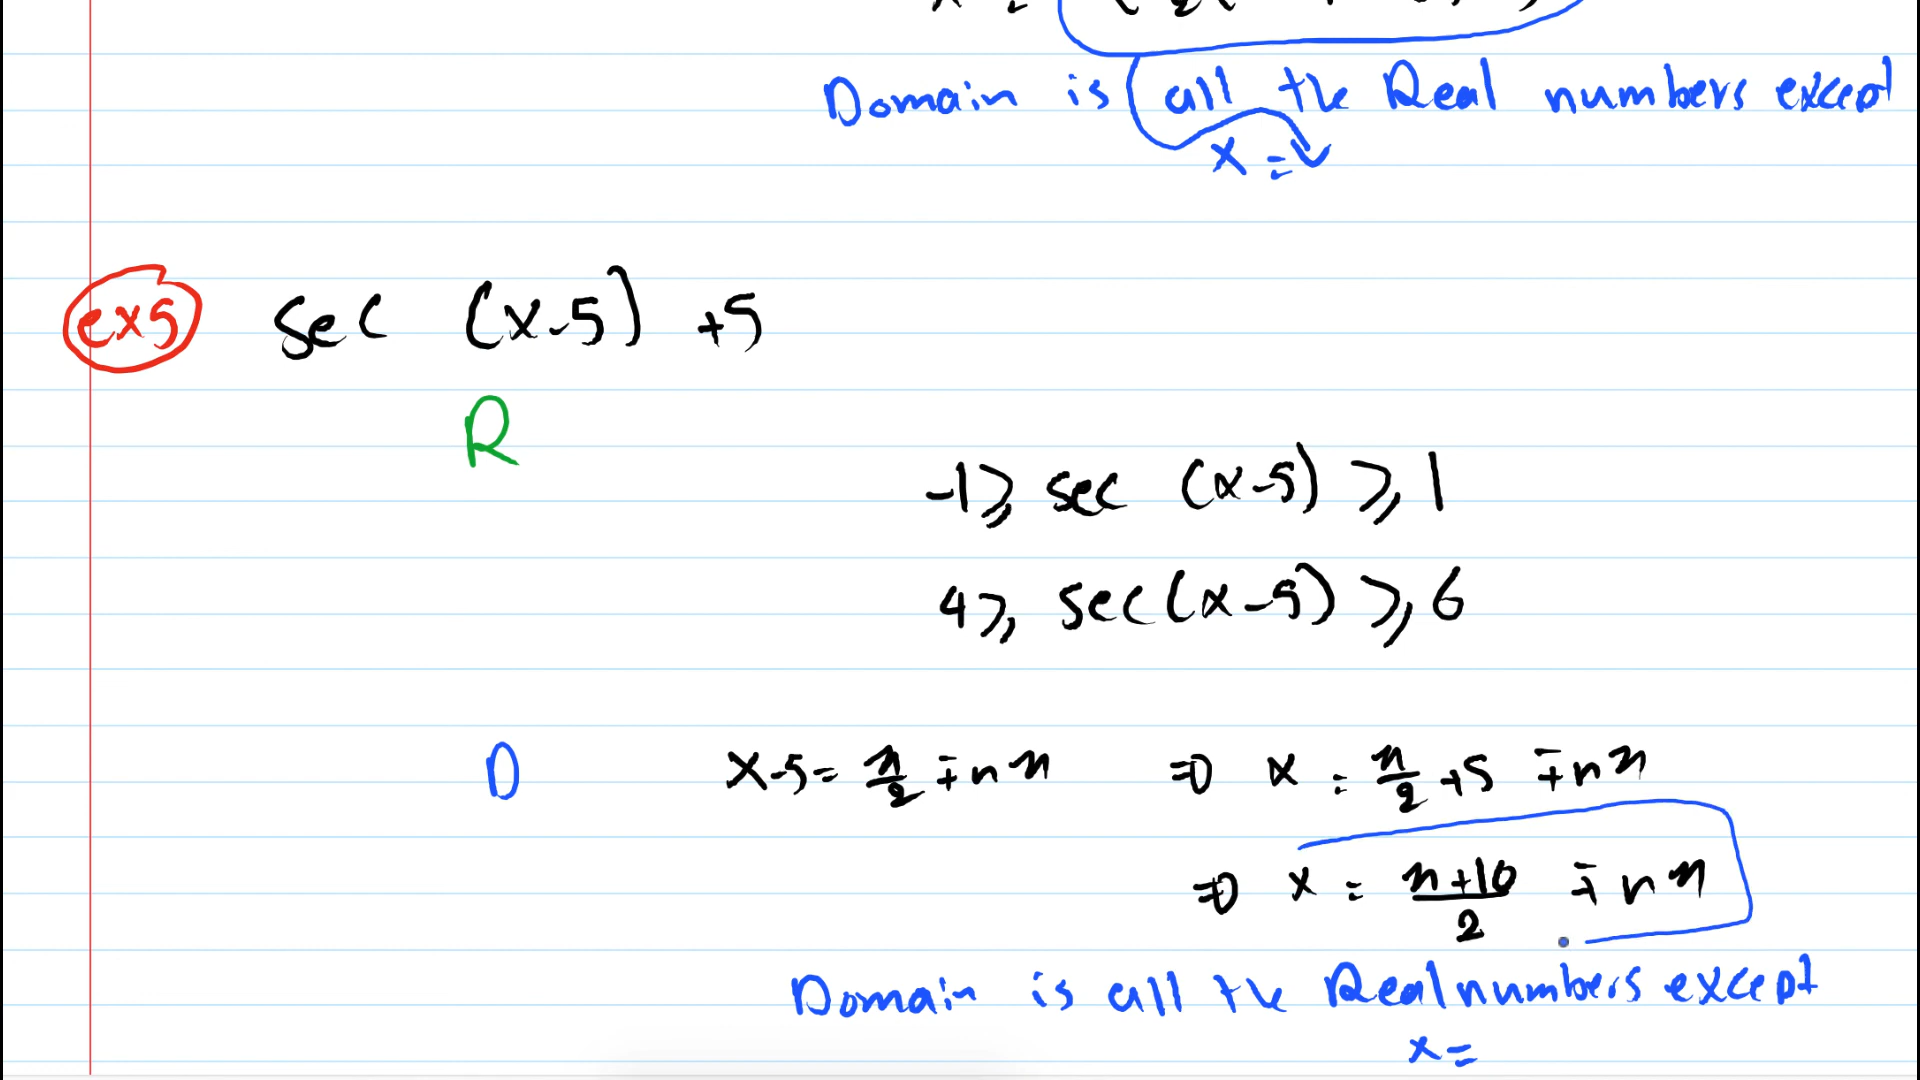 Domain is all the Real numbers except
x =
ex5 sec (x-5) +5
R
-1 ⩾ sec (x-5) ⩾ 1
4 ⩾ sec(x-5) ⩾ 6
D x-5 = π/2 ∓ nπ ⇒ x = π/2 +5 ∓ nπ
⇒ x = π+10/2 ∓ nπ
Domain is all the Real numbers except
x =